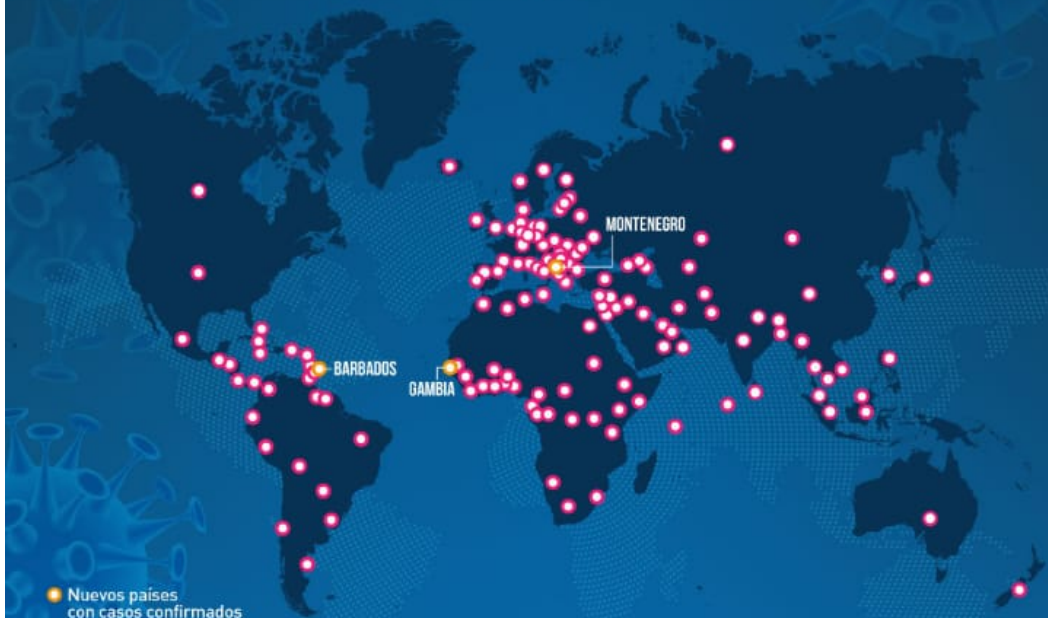 MONTENEGRO
BARBADOS
GAMBIA
Nuevos países
con casos confirmados